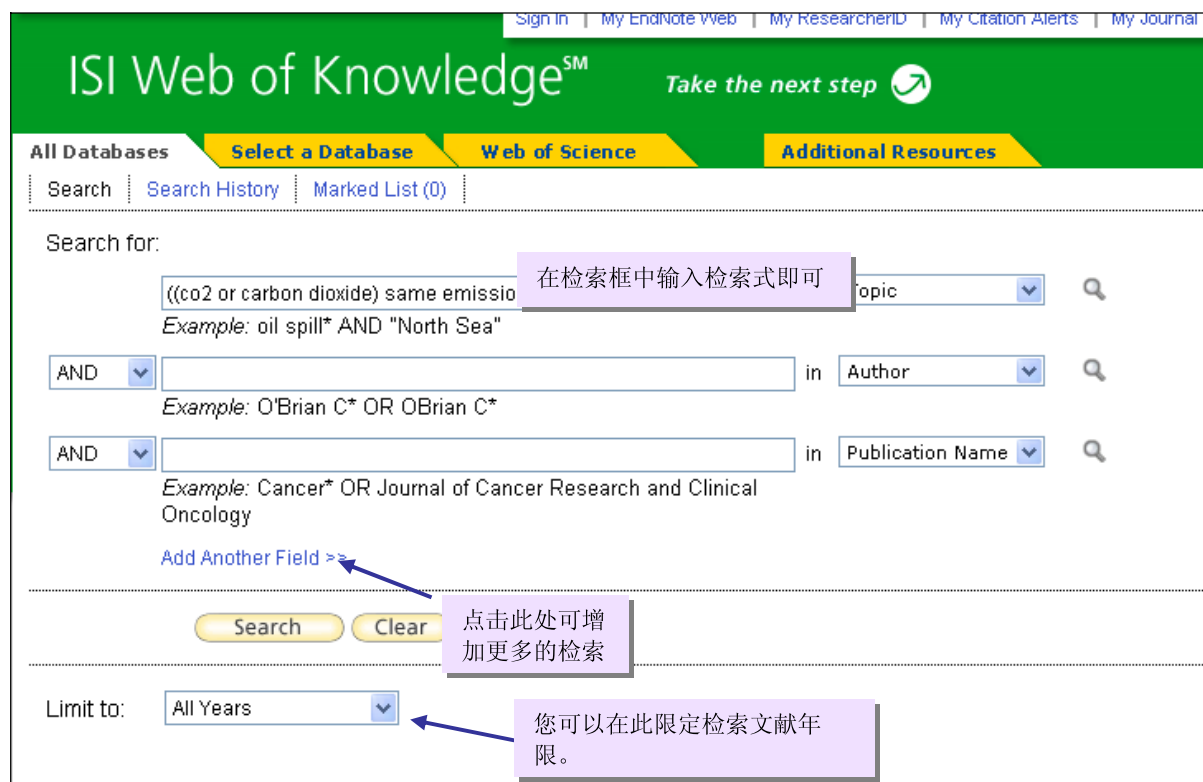 Sign In | My EndNote Web | My ResearcherID | My Citation Alerts | My Journal
ISI Web of Knowledge℠ Take the next step
All Databases Select a Database Web of Science Additional Resources
Search Search History Marked List (0)
Search for:
在检索框中输入检索式即可
((co2 or carbon dioxide) same emissio Topic
Example: oil spill* AND "North Sea"
AND in Author
Example: O'Brian C* OR OBrian C*
AND in Publication Name
Example: Cancer* OR Journal of Cancer Research and Clinical
Oncology
Add Another Field >>
Search Clear
点击此处可增
加更多的检索
Limit to: All Years
您可以在此限定检索文献年
限。